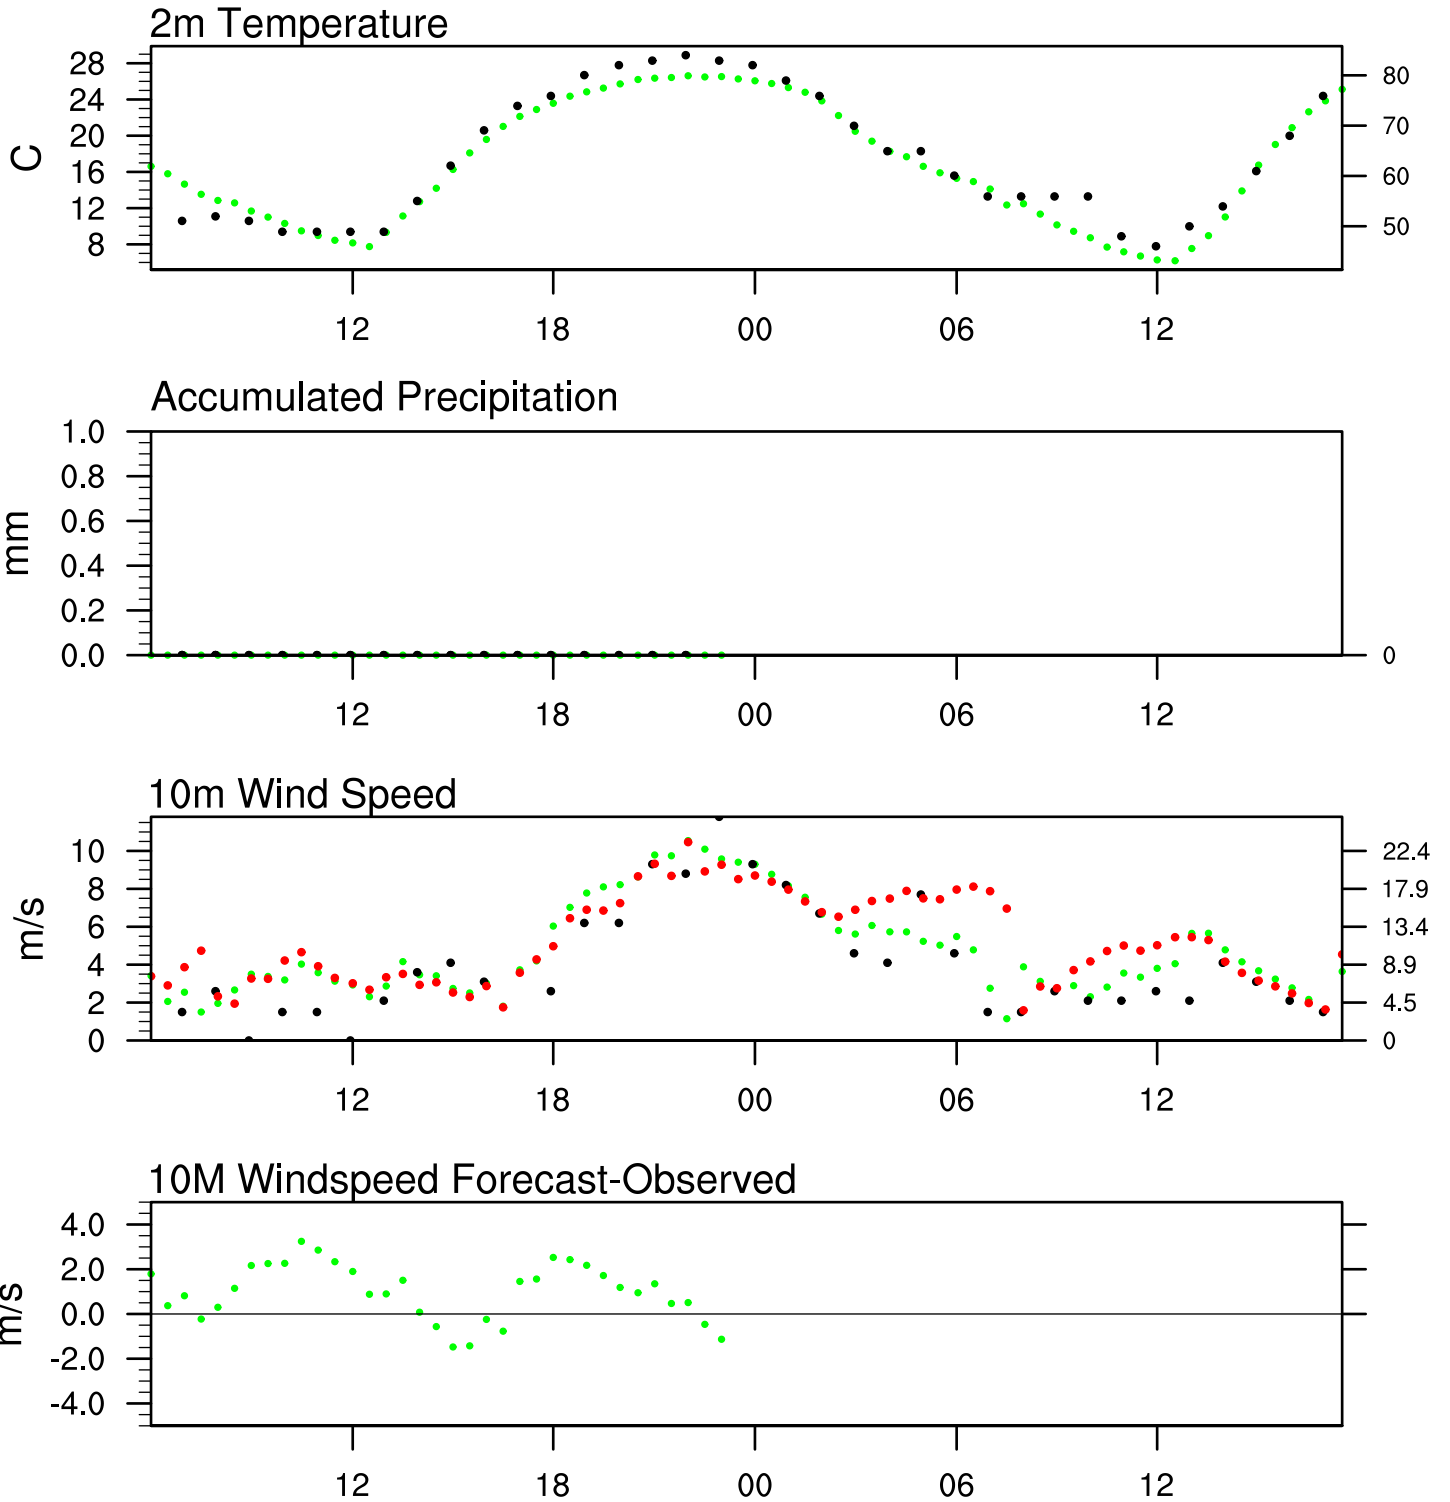 2m Temperature
28
24
20
16
12
8
C
80
70
60
50
12 18 00 06 12
Accumulated Precipitation
1.0
0.8
0.6
0.4
0.2
0.0
mm
0
12 18 00 06 12
10m Wind Speed
10
8
6
4
2
0
m/s
22.4
17.9
13.4
8.9
4.5
0
12 18 00 06 12
10M Windspeed Forecast-Observed
4.0
2.0
0.0
-2.0
-4.0
m/s
12 18 00 06 12